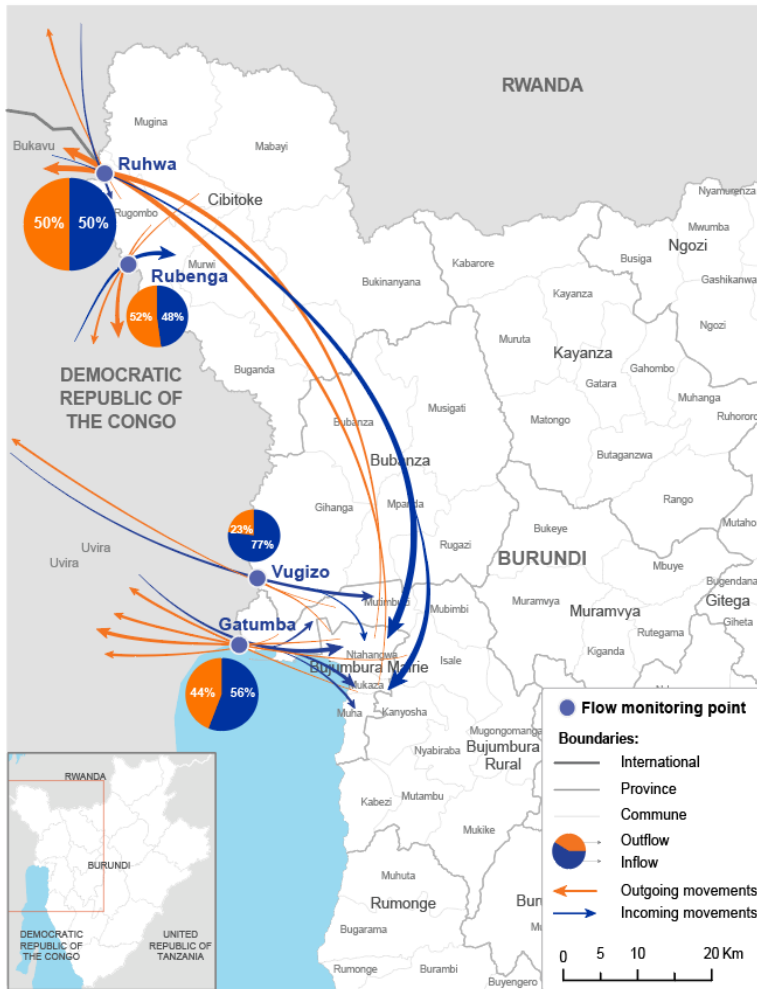 RWANDA
Mugina
Bukavu
Mabayi
Ruhwa
Cibitoke
Nyamurenza
Rugombo
Mwumba
Ngozi
Busiga
Kabarore
Murwi
Rubenga
Gashikanwa
Bukinanyana
Kayanza
50%
50%
52%
48%
Ngozi
Muruta
Kayanza
Buganda
Gahombo
DEMOCRATIC
REPUBLIC OF
THE CONGO
Gatara
Muhanga
Musigati
Ruhororo
Matongo
Bubanza
Butaganzwa
Bubanza
Rango
Gihanga
Mpanda
Mutaho
23%
77%
Bukeye
Rugazi
Uvira
Uvira
BURUNDI
Mbuye
Vugizo
Bugendana
Mutimbuzi
Mubimbi
Muramvya
Muramvya
Gitega
Gatumba
Giheta
Rutegama
Ntahangwa
Kiganda
Isale
Bujumbura Mairie
Mukaza
44%
56%
Muha
Kanyosha
Mugongomanga
Bujumbura
Rural
Nyabiraba
Kabezi
Mutambu
Mukike
Muhuta
Rumonge
Bugarama
Rumonge
Burambi
Buyengero
Flow monitoring point
Boundaries:
International
Province
Commune
Outflow
Inflow
Outgoing movements
Incoming movements
0
5
10
20 Km
RWANDA
BURUNDI
DEMOCRATIC
REPUBLIC OF
THE CONGO
UNITED
REPUBLIC OF
TANZANIA